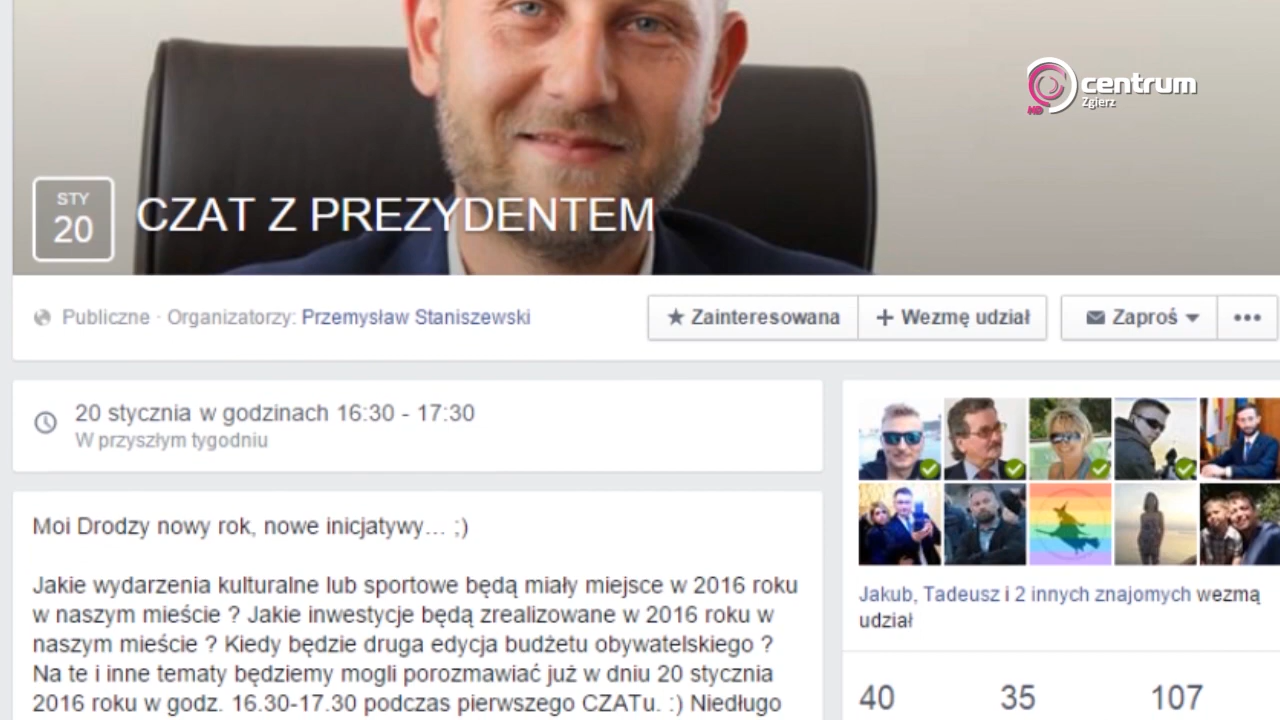 centrum
Zgierz
HD
STY
20
CZAT Z PREZYDENTEM
Publiczne · Organizatorzy: Przemysław Staniszewski
Zainteresowana
Wezmę udział
Zaproś
20 stycznia w godzinach 16:30 - 17:30
W przyszłym tygodniu
Moi Drodzy nowy rok, nowe inicjatywy... ;)
Jakie wydarzenia kulturalne lub sportowe będą miały miejsce w 2016 roku
w naszym mieście ? Jakie inwestycje będą zrealizowane w 2016 roku w
naszym mieście ? Kiedy będzie druga edycja budżetu obywatelskiego ?
Na te i inne tematy będziemy mogli porozmawiać już w dniu 20 stycznia
2016 roku w godz. 16.30-17.30 podczas pierwszego CZATu. :) Niedługo
Jakub, Tadeusz i 2 innych znajomych wezmą
udział
40 35 107